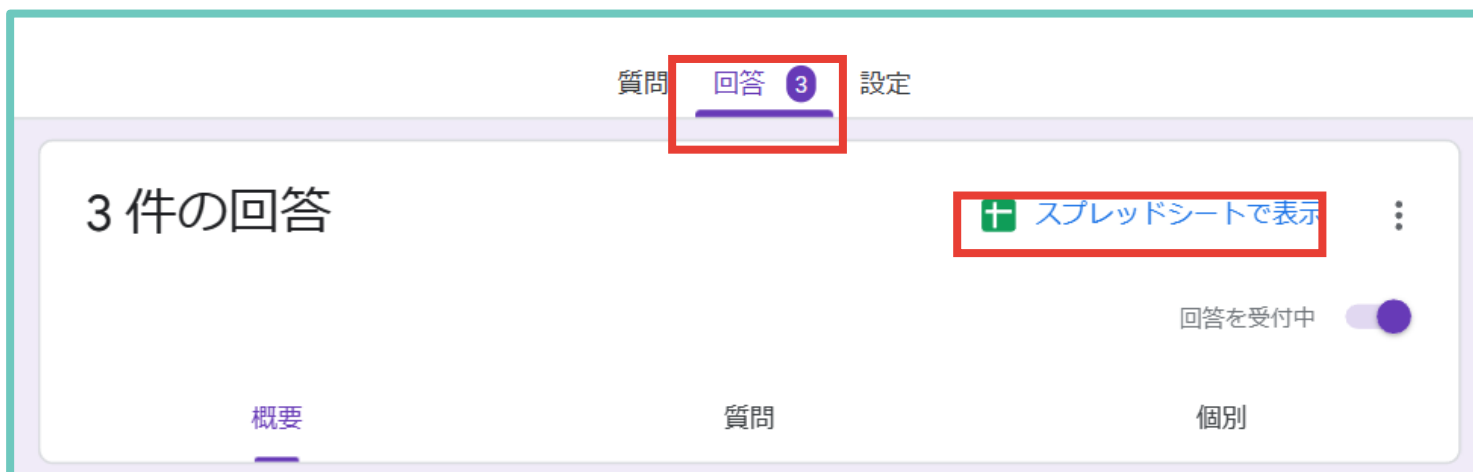 質問 回答 3 設定
3 件の回答
スプレッドシートで表示
回答を受付中
概要 質問 個別